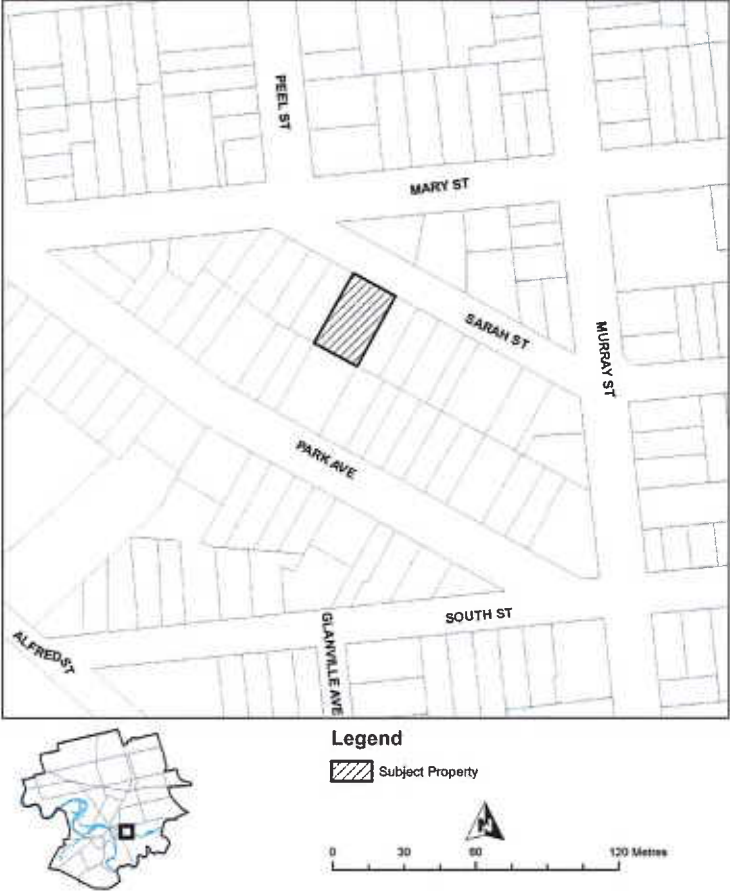 PEEL ST
MARY ST
SARAH ST
MURRAY ST
PARK AVE
SOUTH ST
GLANVILLE AVE
ALFRED ST
Legend
Subject Property
N
0 30 60 120 Metres